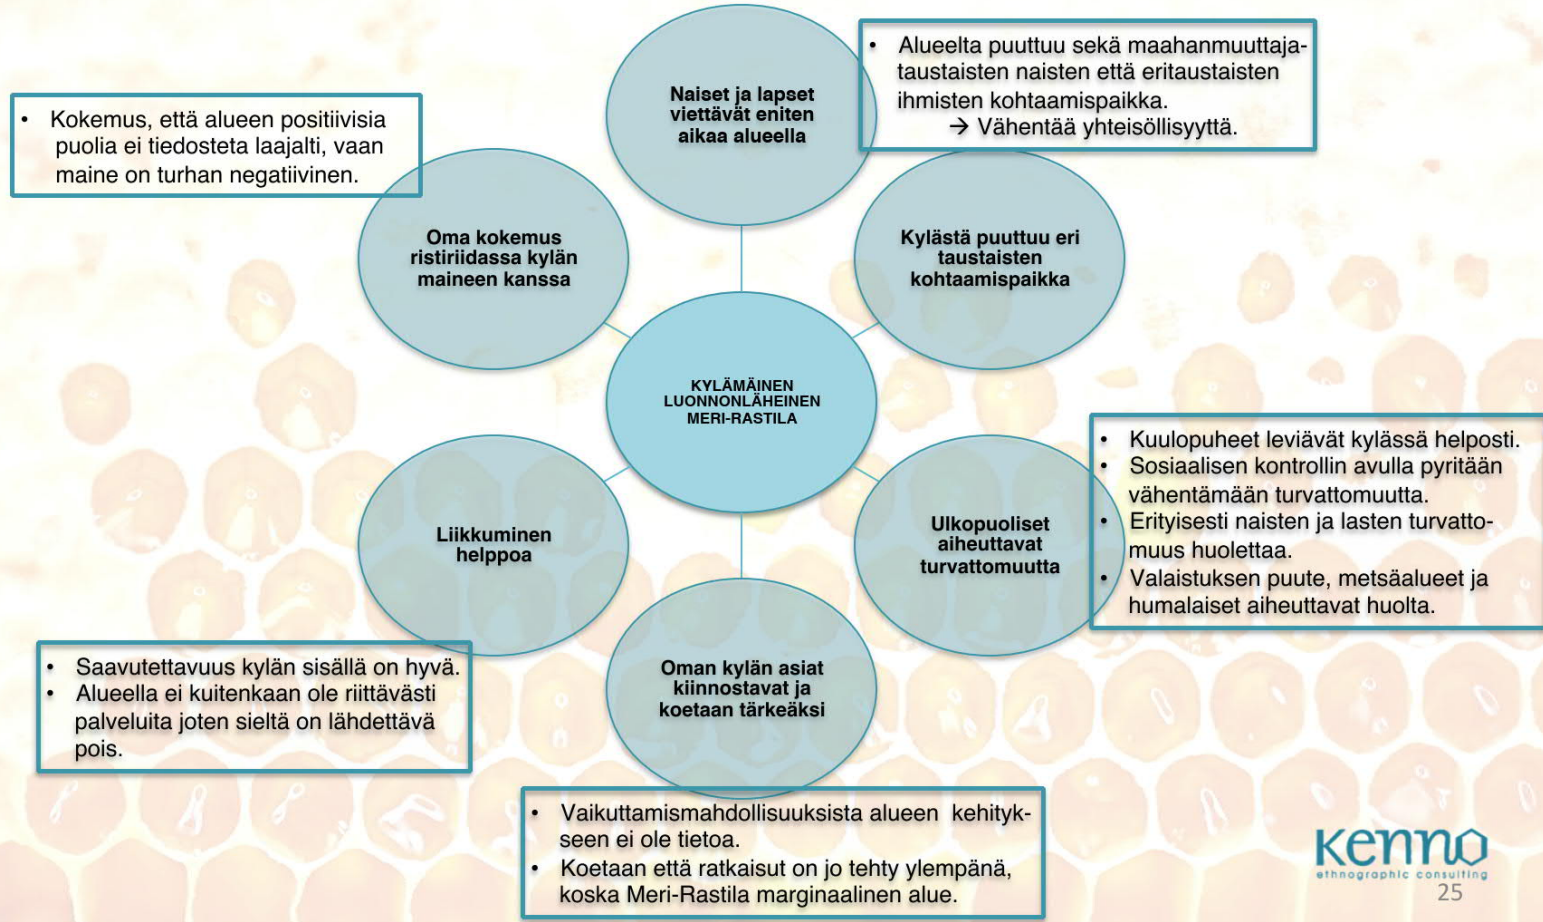 Naiset ja lapset
viettävät eniten
aikaa alueella
• Alueelta puuttuu sekä maahanmuuttaja-
taustaisten naisten että eritaustaisten
ihmisten kohtaamispaikka.
→ Vähentää yhteisöllisyyttä.
• Kokemus, että alueen positiivisia
puolia ei tiedosteta laajalti, vaan
maine on turhan negatiivinen.
Oma kokemus
ristiriidassa kylän
maineen kanssa
Kylästä puuttuu eri
taustaisten
kohtaamispaikka
KYLÄMÄINEN
LUONNONLÄHEINEN
MERI-RASTILA
Liikkuminen
helppoa
Ulkopuoliset
aiheuttavat
turvattomuutta
• Kuulopuheet leviävät kylässä helposti.
• Sosiaalisen kontrollin avulla pyritään
vähentämään turvattomuutta.
• Erityisesti naisten ja lasten turvatto-
muus huolettaa.
• Valaistuksen puute, metsäalueet ja
humalaiset aiheuttavat huolta.
• Saavutettavuus kylän sisällä on hyvä.
• Alueella ei kuitenkaan ole riittävästi
palveluita joten sieltä on lähdettävä
pois.
Oman kylän asiat
kiinnostavat ja
koetaan tärkeäksi
• Vaikuttamismahdollisuuksista alueen kehityk-
seen ei ole tietoa.
• Koetaan että ratkaisut on jo tehty ylempänä,
koska Meri-Rastila marginaalinen alue.
kenno
ethnographic consulting
25